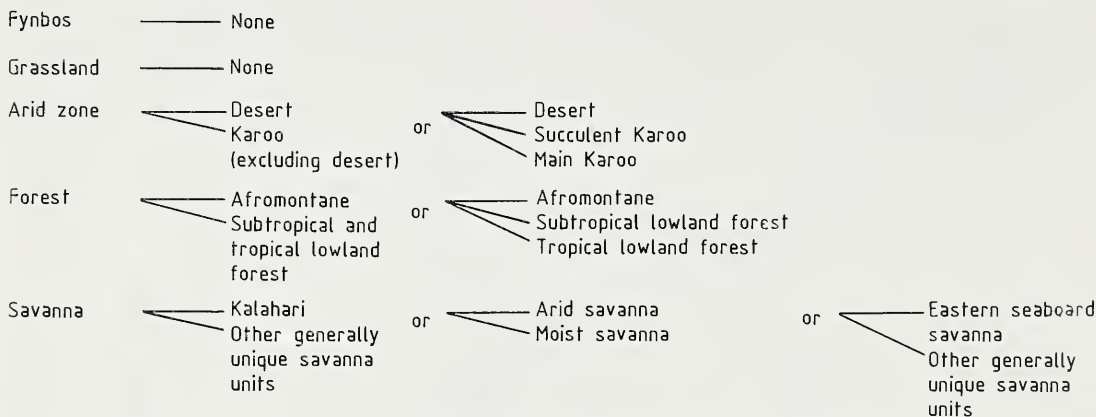 Fynbos None
Grassland None
Arid zone Desert or Desert
Karoo Succulent Karoo
(excluding desert) Main Karoo
Forest Afromontane or Afromontane
Subtropical and Subtropical lowland forest
tropical lowland Tropical lowland forest
forest
Savanna Kalahari or Arid savanna or Eastern seaboard
Other generally Moist savanna savanna
unique savanna Other generally
units unique savanna
units